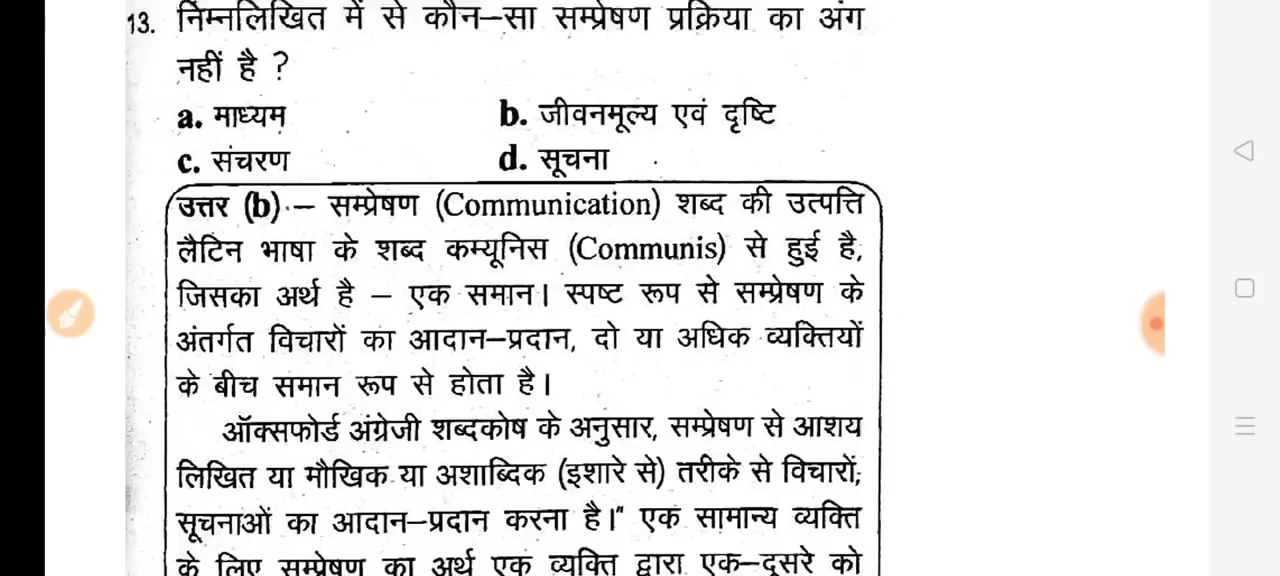 13. निम्नलिखित में से कौन–सा सम्प्रेषण प्रक्रिया का अंग
नहीं है ?
a. माध्यम b. जीवनमूल्य एवं दृष्टि
c. संचरण d. सूचना
उत्तर (b) – सम्प्रेषण (Communication) शब्द की उत्पत्ति
लैटिन भाषा के शब्द कम्यूनिस (Communis) से हुई है,
जिसका अर्थ है – एक समान। स्पष्ट रूप से सम्प्रेषण के
अंतर्गत विचारों का आदान–प्रदान, दो या अधिक व्यक्तियों
के बीच समान रूप से होता है।
ऑक्सफोर्ड अंग्रेजी शब्दकोष के अनुसार, सम्प्रेषण से आशय
लिखित या मौखिक या अशाब्दिक (इशारे से) तरीके से विचारों,
सूचनाओं का आदान–प्रदान करना है।" एक सामान्य व्यक्ति
के लिए सम्प्रेषण का अर्थ एक व्यक्ति द्वारा एक–दूसरे को